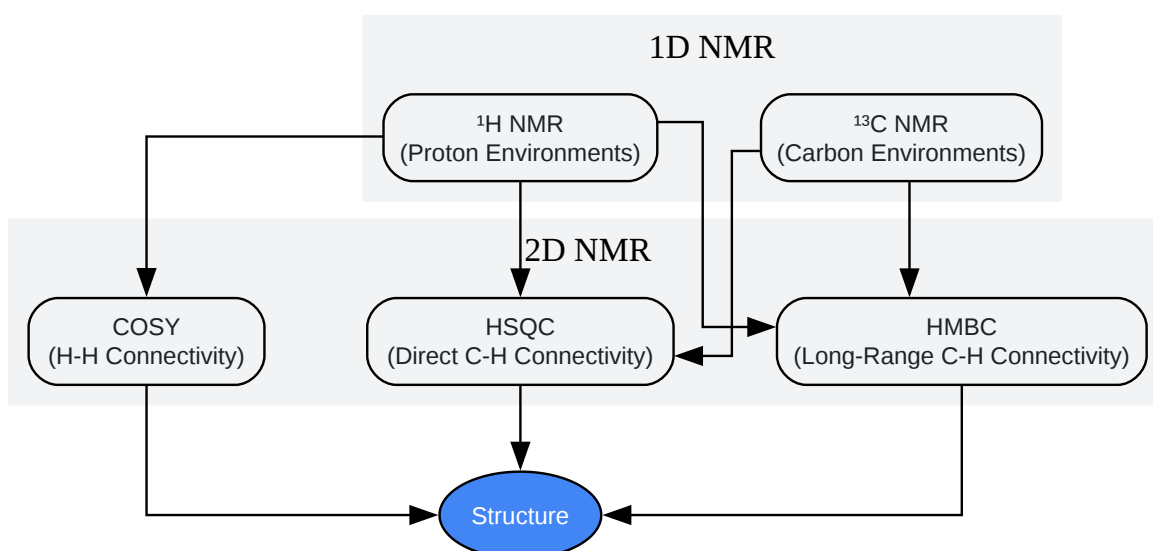 1D NMR
¹H NMR
(Proton Environments)
¹³C NMR
(Carbon Environments)
2D NMR
COSY
(H-H Connectivity)
HSQC
(Direct C-H Connectivity)
HMBC
(Long-Range C-H Connectivity)
Structure